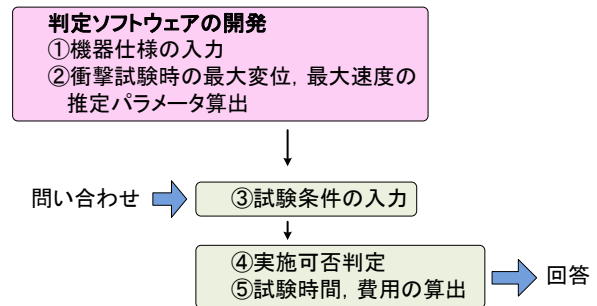 判定ソフトウェアの開発
①機器仕様の入力
②衝撃試験時の最大変位，最大速度の
推定パラメータ算出
問い合わせ
③試験条件の入力
④実施可否判定
⑤試験時間，費用の算出
回答